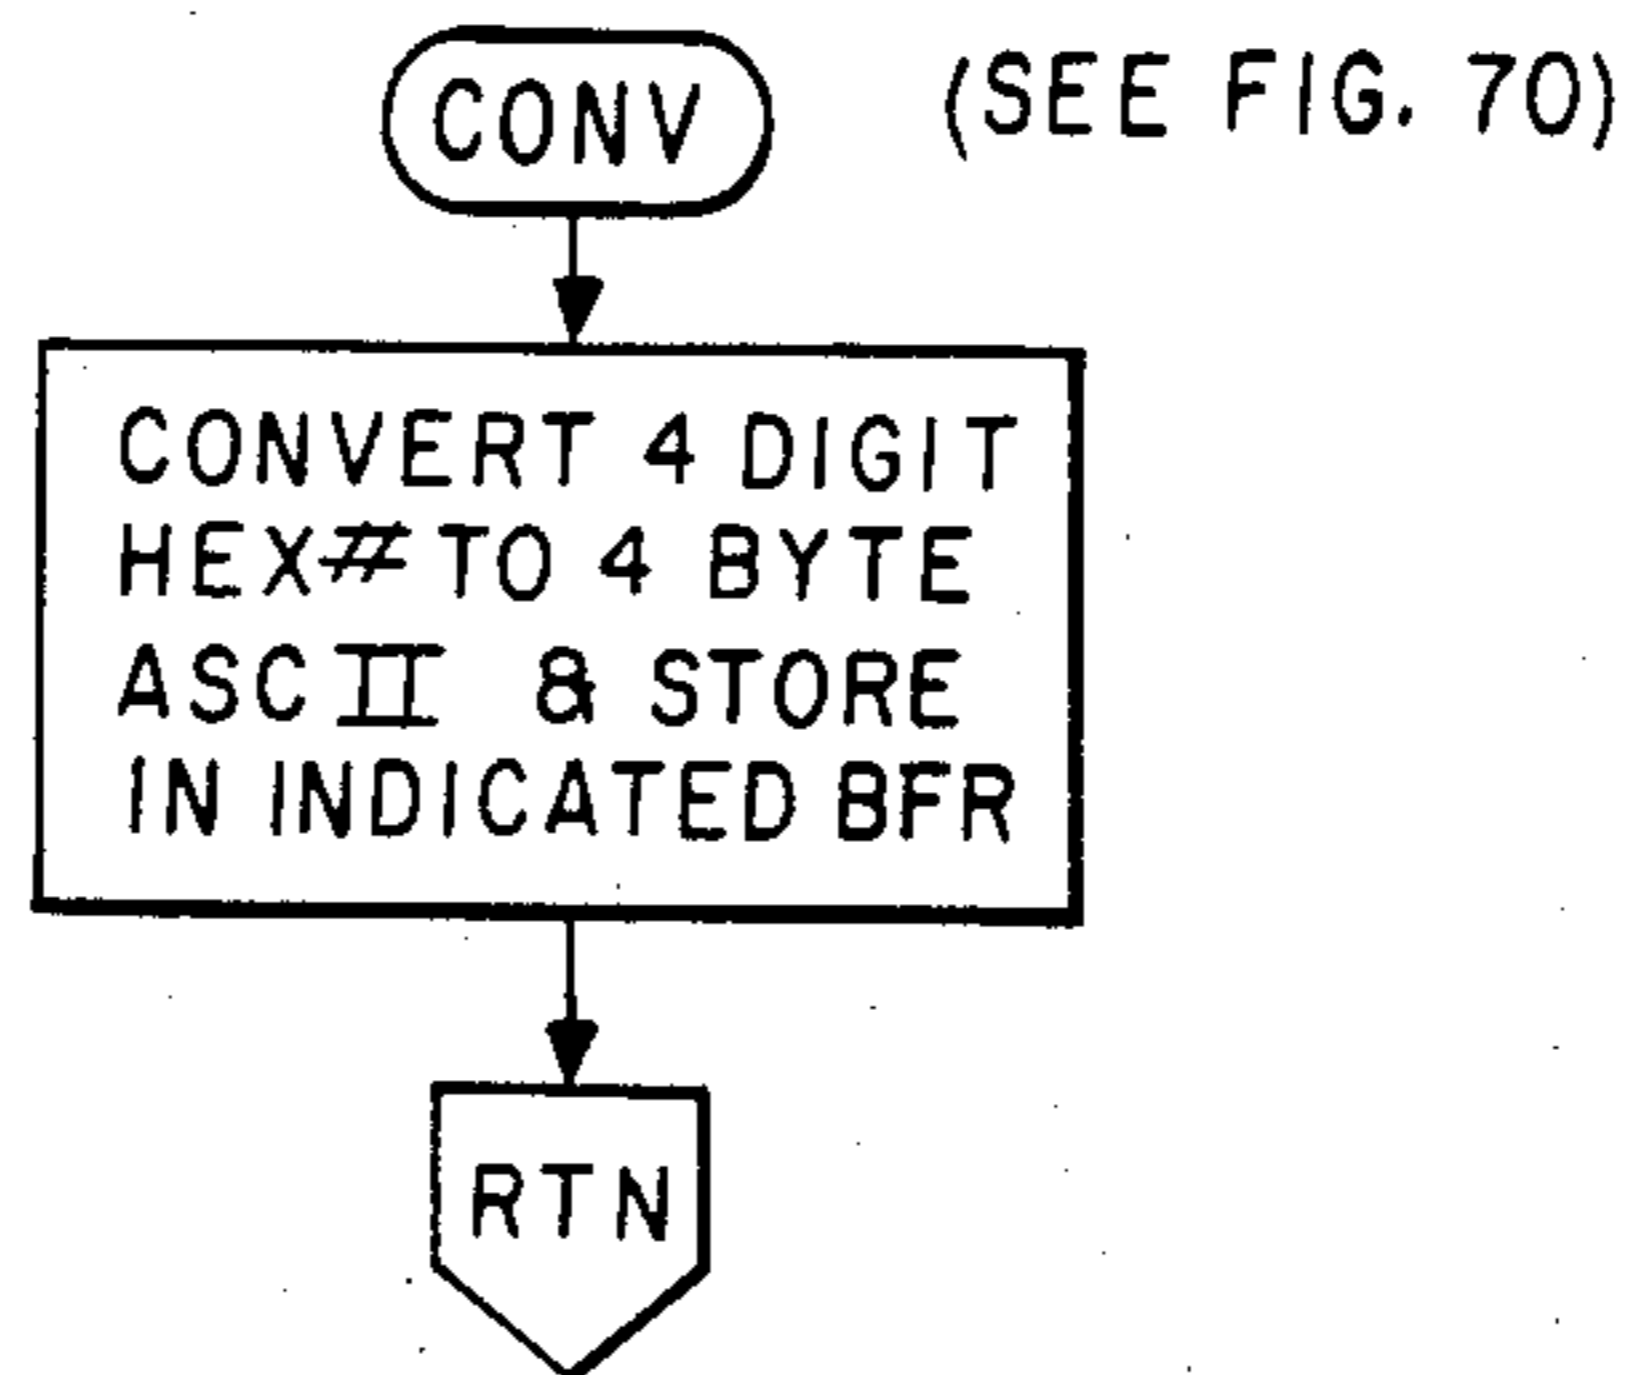 CONV (SEE FIG. 70)
CONVERT 4 DIGIT
HEX# TO 4 BYTE
ASCII & STORE
IN INDICATED BFR
RTN